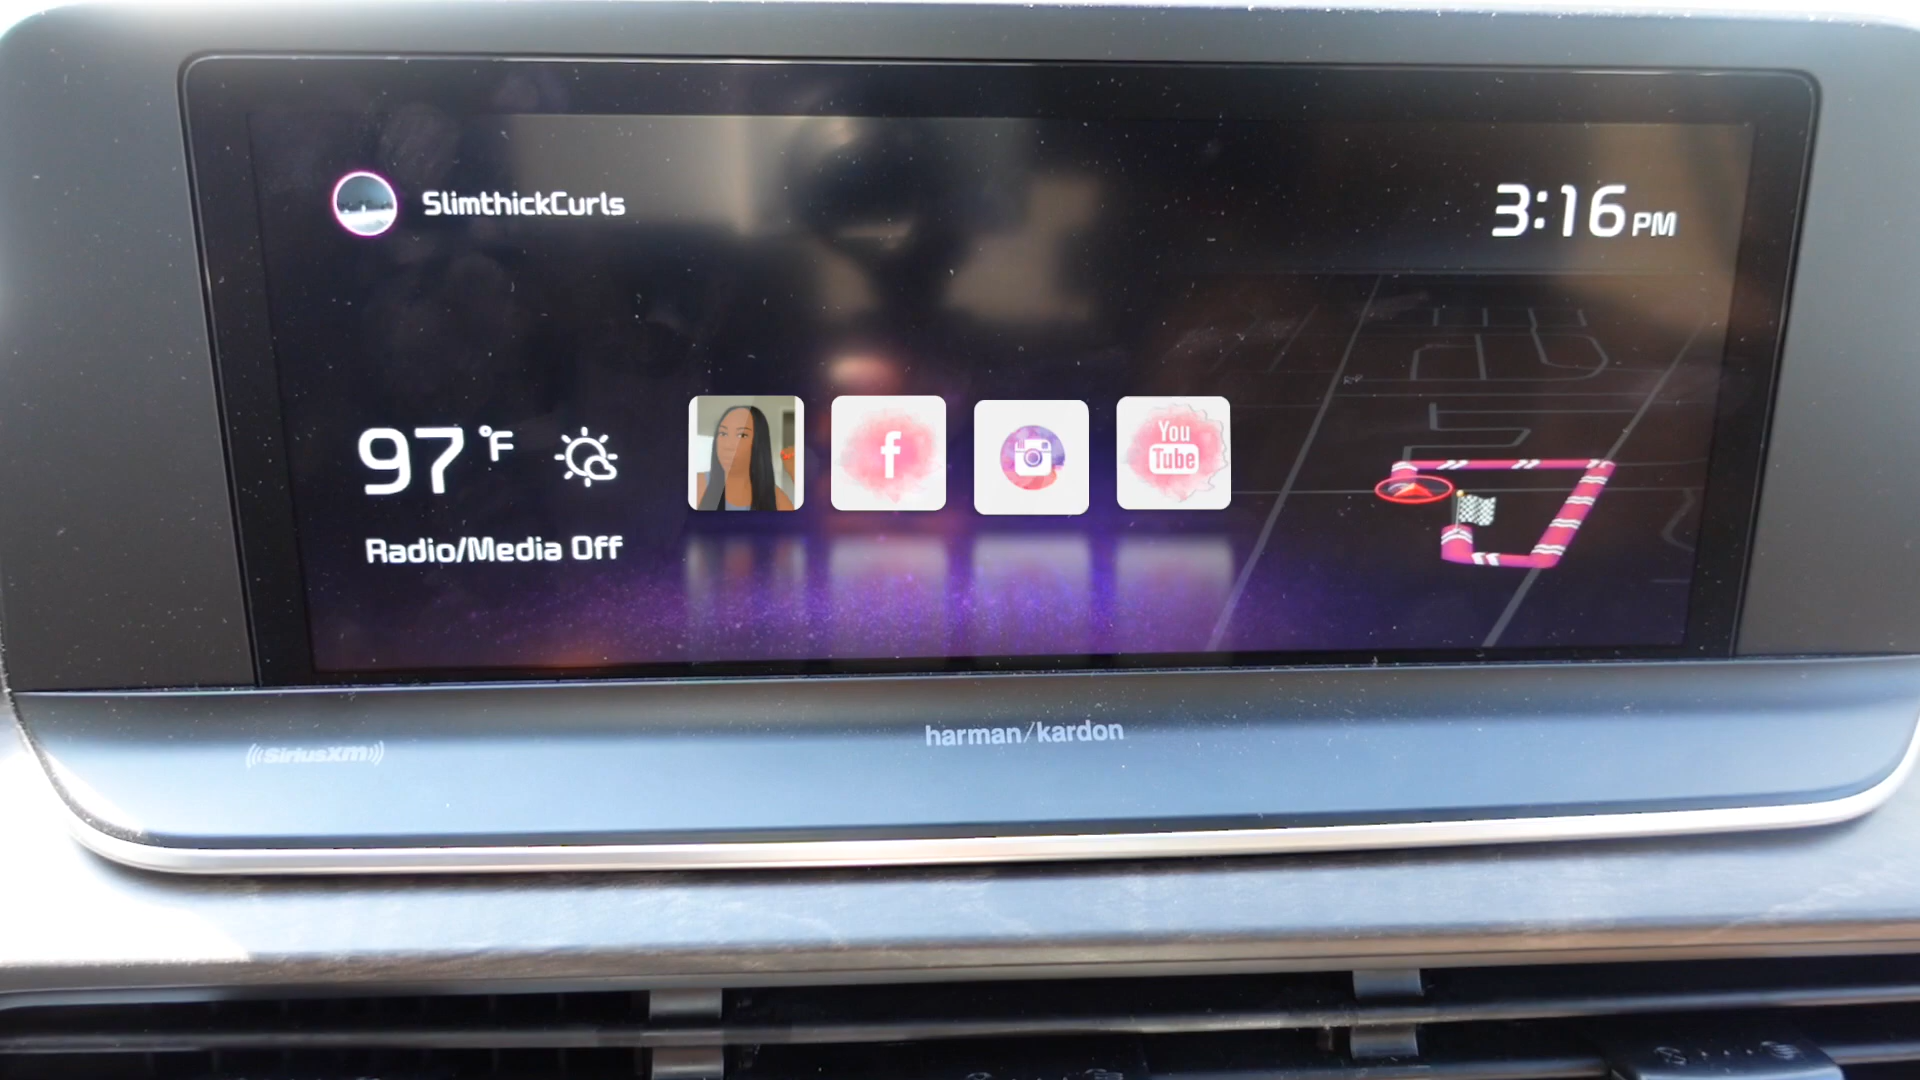 SlimthickCurls
3:16 PM
97 °F
Radio/Media Off
f
You
Tube
SiriusXM
harman/kardon